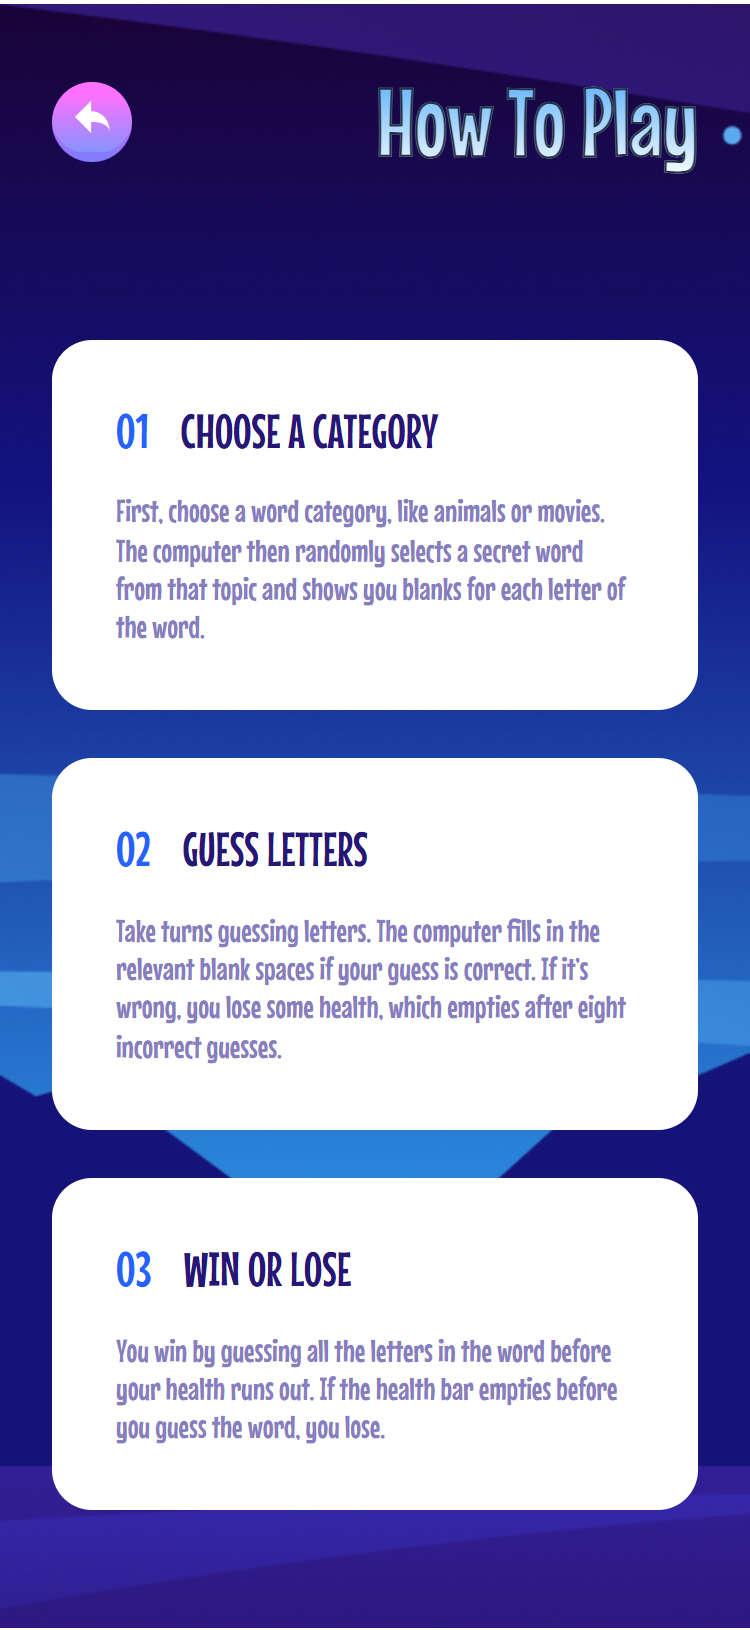 How To Play
01 CHOOSE A CATEGORY
First, choose a word category, like animals or movies.
The computer then randomly selects a secret word
from that topic and shows you blanks for each letter of
the word.
02 GUESS LETTERS
Take turns guessing letters. The computer fills in the
relevant blank spaces if your guess is correct. If it’s
wrong, you lose some health, which empties after eight
incorrect guesses.
03 WIN OR LOSE
You win by guessing all the letters in the word before
your health runs out. If the health bar empties before
you guess the word, you lose.